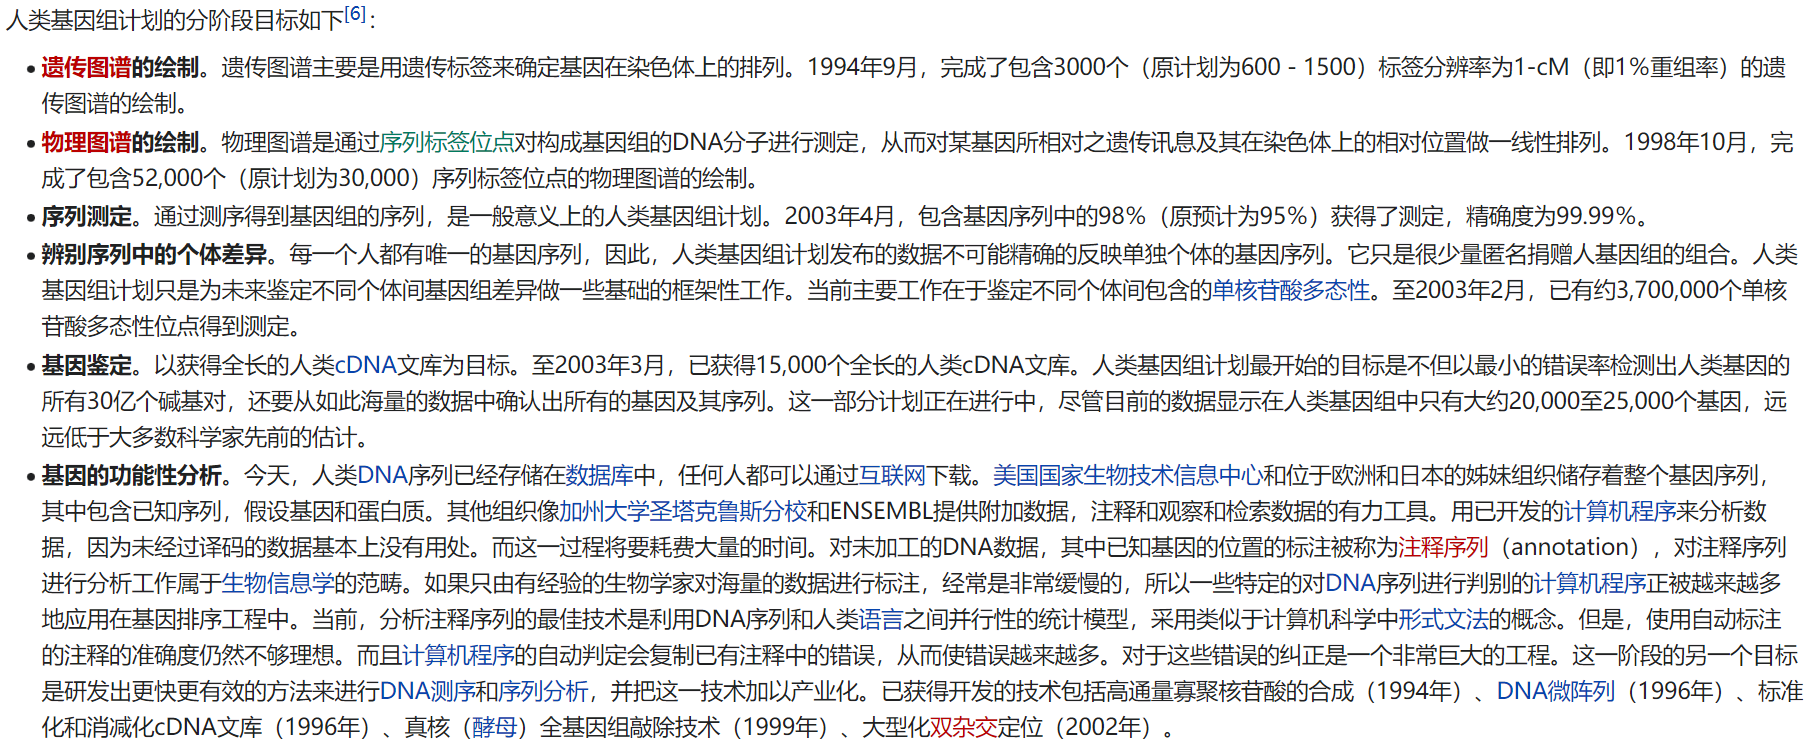 人类基因组计划的分阶段目标如下[6]：
• 遗传图谱的绘制。遗传图谱主要是用遗传标签来确定基因在染色体上的排列。1994年9月，完成了包含3000个（原计划为600 - 1500）标签分辨率为1-cM（即1%重组率）的遗
传图谱的绘制。
• 物理图谱的绘制。物理图谱是通过序列标签位点对构成基因组的DNA分子进行测定，从而对某基因所相对之遗传讯息及其在染色体上的相对位置做一线性排列。1998年10月，完
成了包含52,000个（原计划为30,000）序列标签位点的物理图谱的绘制。
• 序列测定。通过测序得到基因组的序列，是一般意义上的人类基因组计划。2003年4月，包含基因序列中的98%（原预计为95%）获得了测定，精确度为99.99%。
• 辨别序列中的个体差异。每一个人都有唯一的基因序列，因此，人类基因组计划发布的数据不可能精确的反映单独个体的基因序列。它只是很少量匿名捐赠人基因组的组合。人类
基因组计划只是为未来鉴定不同个体间基因组差异做一些基础的框架性工作。当前主要工作在于鉴定不同个体间包含的单核苷酸多态性。至2003年2月，已有约3,700,000个单核
苷酸多态性位点得到测定。
• 基因鉴定。以获得全长的人类cDNA文库为目标。至2003年3月，已获得15,000个全长的人类cDNA文库。人类基因组计划最开始的目标是不但以最小的错误率检测出人类基因的
所有30亿个碱基对，还要从如此海量的数据中确认出所有的基因及其序列。这一部分计划正在进行中，尽管目前的数据显示在人类基因组中只有大约20,000至25,000个基因，远
远低于大多数科学家先前的估计。
• 基因的功能性分析。今天，人类DNA序列已经存储在数据库中，任何人都可以通过互联网下载。美国国家生物技术信息中心和位于欧洲和日本的姊妹组织储存着整个基因序列，
其中包含已知序列，假设基因和蛋白质。其他组织像加州大学圣塔克鲁斯分校和ENSEMBL提供附加数据，注释和观察和检索数据的有力工具。用已开发的计算机程序来分析数
据，因为未经过译码的数据基本上没有用处。而这一过程将要耗费大量的时间。对未加工的DNA数据，其中已知基因的位置的标注被称为注释序列（annotation），对注释序列
进行分析工作属于生物信息学的范畴。如果只由有经验的生物学家对海量的数据进行标注，经常是非常缓慢的，所以一些特定的对DNA序列进行判别的计算机程序正被越来越多
地应用在基因排序工程中。当前，分析注释序列的最佳技术是利用DNA序列和人类语言之间并行性的统计模型，采用类似于计算机科学中形式文法的概念。但是，使用自动标注
的注释的准确度仍然不够理想。而且计算机程序的自动判定会复制已有注释中的错误，从而使错误越来越多。对于这些错误的纠正是一个非常巨大的工程。这一阶段的另一个目标
是研发出更快更有效的方法来进行DNA测序和序列分析，并把这一技术加以产业化。已获得开发的技术包括高通量寡聚核苷酸的合成（1994年）、DNA微阵列（1996年）、标准
化和消减化cDNA文库（1996年）、真核（酵母）全基因组敲除技术（1999年）、大型化双杂交定位（2002年）。